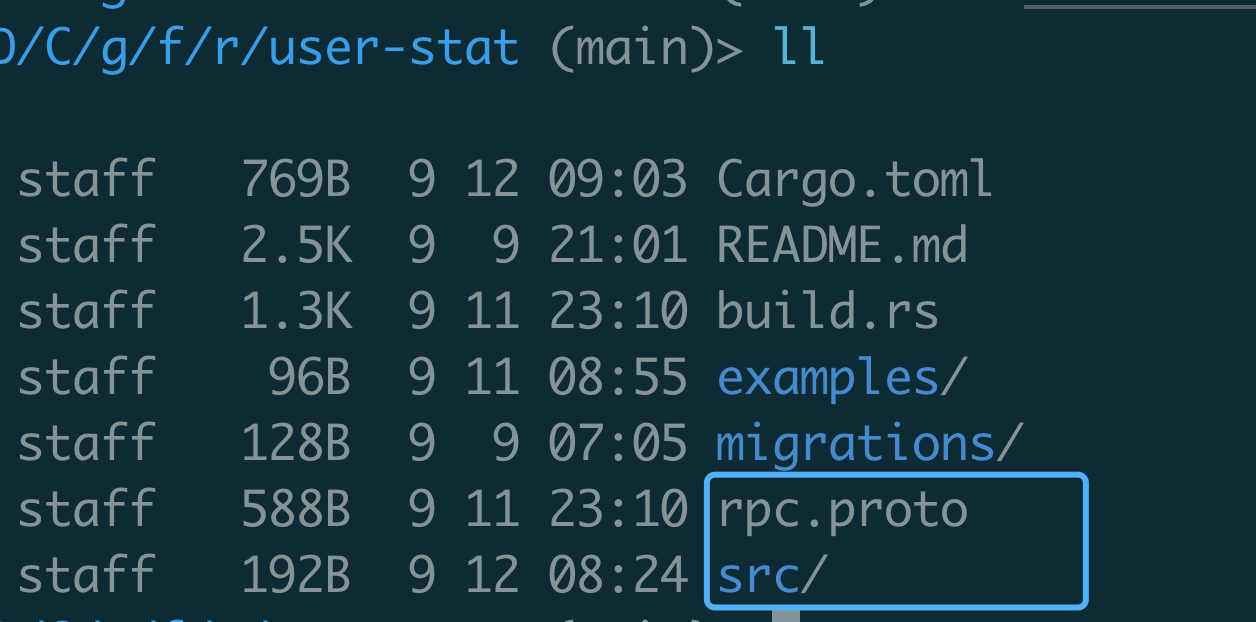 D/C/g/f/r/user-stat (main)> ll
staff 769B 9 12 09:03 Cargo.toml
staff 2.5K 9 9 21:01 README.md
staff 1.3K 9 11 23:10 build.rs
staff 96B 9 11 08:55 examples/
staff 128B 9 9 07:05 migrations/
staff 588B 9 11 23:10 rpc.proto
staff 192B 9 12 08:24 src/